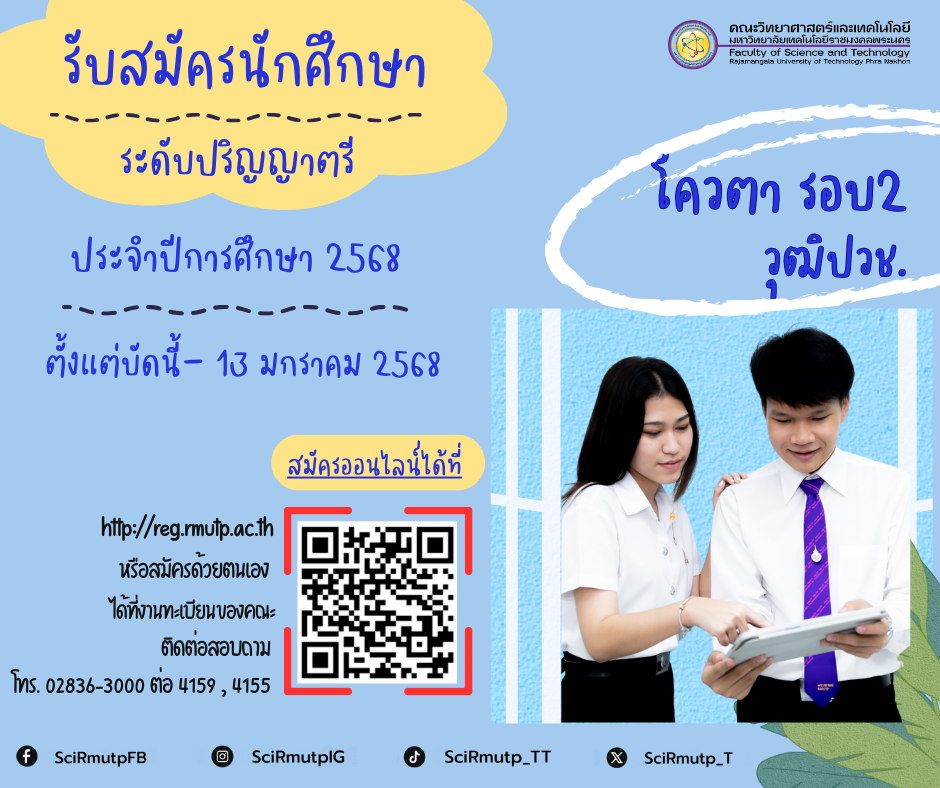 รับสมัครนักศึกษา
ระดับปริญญาตรี
คณะวิทยาศาสตร์และเทคโนโลยี
มหาวิทยาลัยเทคโนโลยีราชมงคลพระนคร
Faculty of Science and Technology
Rajamangala University of Technology Phra Nakhon
โควตา รอบ2
วุฒิปวช.
ประจำปีการศึกษา 2568
ตั้งแต่บัดนี้- 13 มกราคม 2568
สมัครออนไลน์ได้ที่
http://reg.rmutp.ac.th
หรือสมัครด้วยตนเอง
ได้ที่งานทะเบียนของคณะ
ติดต่อสอบถาม
โทร. 02836-3000 ต่อ 4159 , 4155
SciRmutpFB
SciRmutpIG
SciRmutp_TT
SciRmutp_T